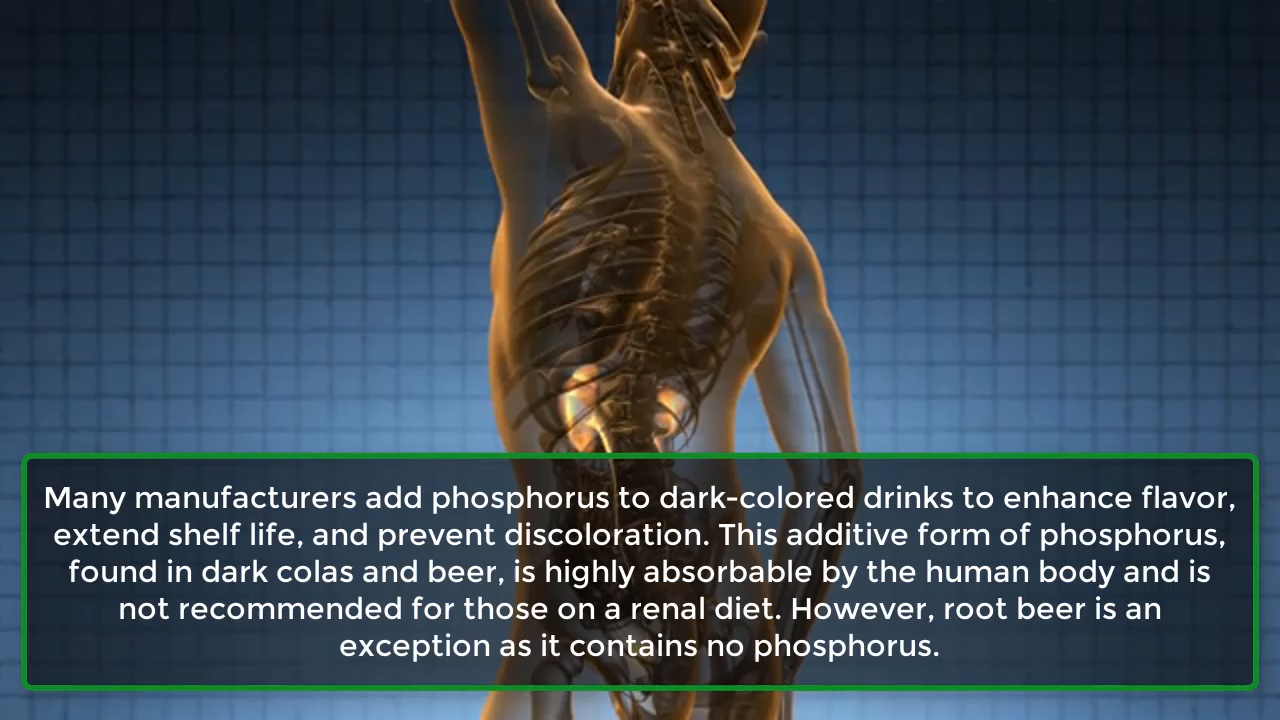 Many manufacturers add phosphorus to dark-colored drinks to enhance flavor,
extend shelf life, and prevent discoloration. This additive form of phosphorus,
found in dark colas and beer, is highly absorbable by the human body and is
not recommended for those on a renal diet. However, root beer is an
exception as it contains no phosphorus.